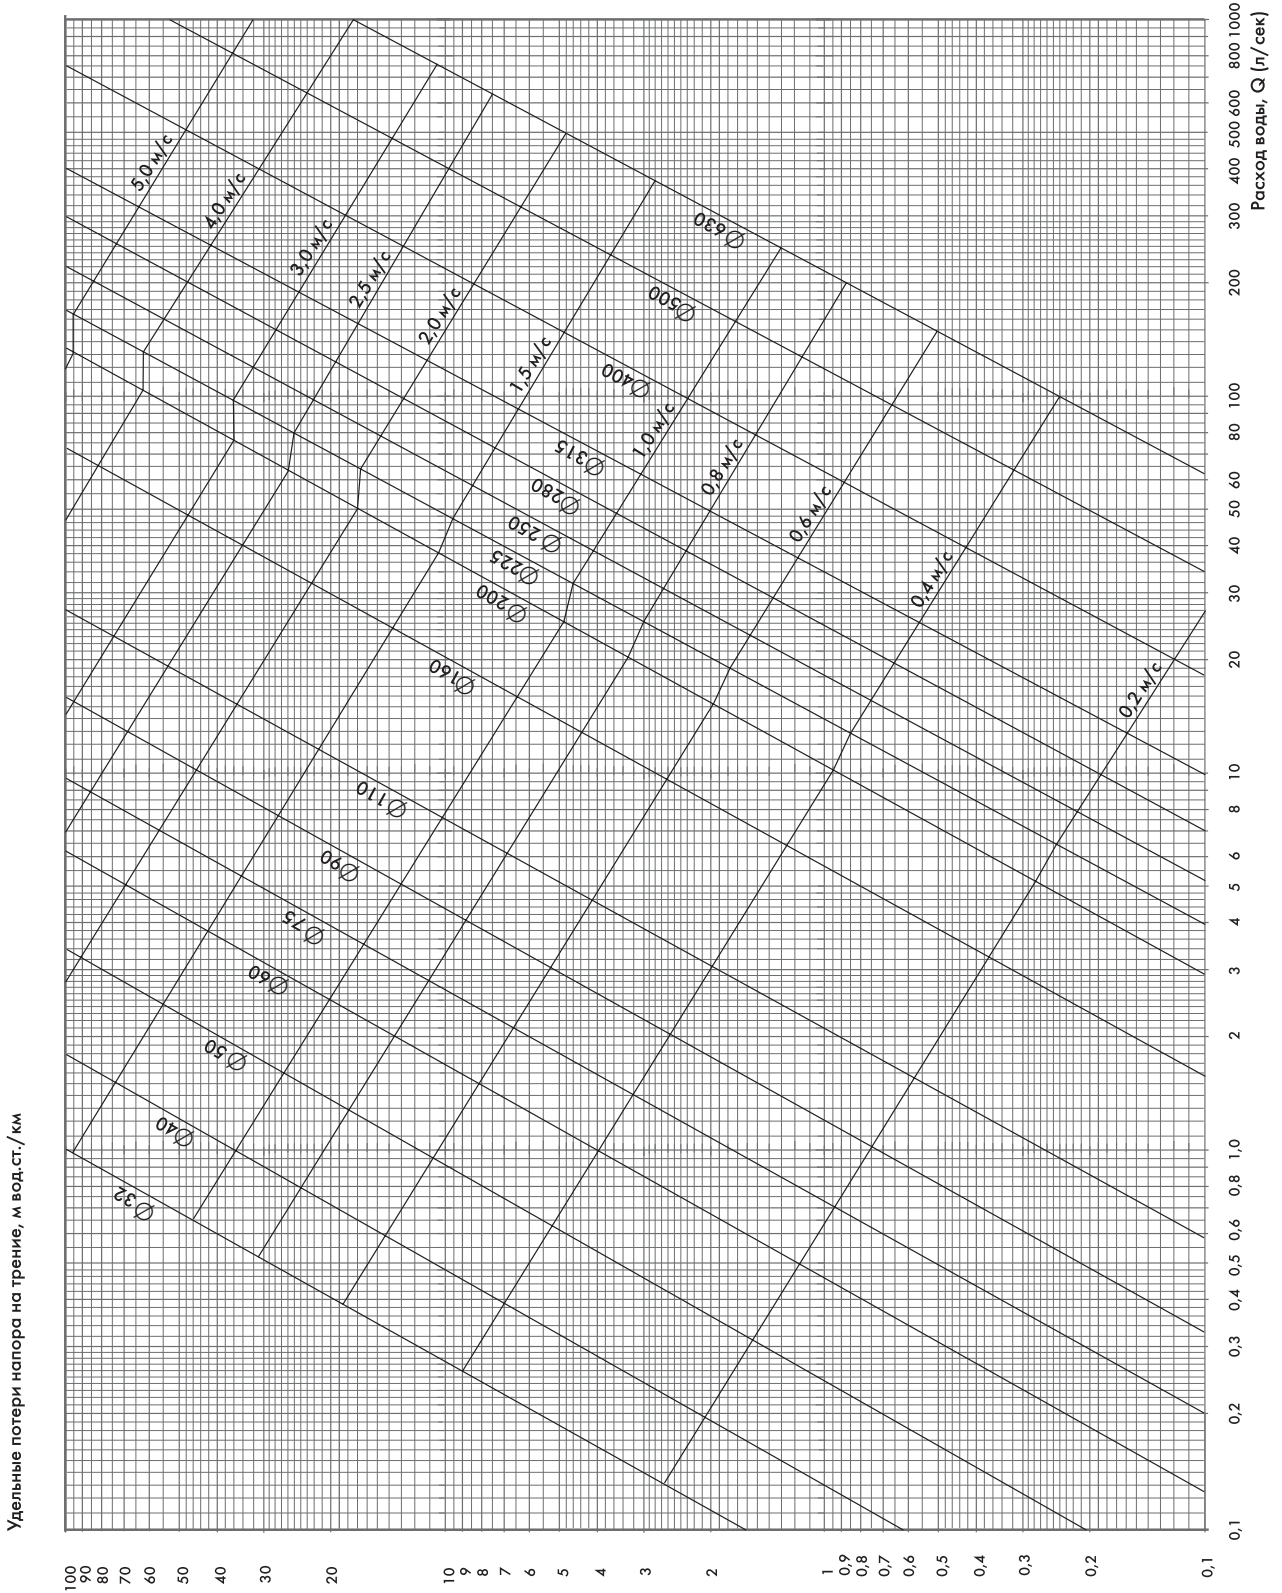 Удельные потери напора на трение, м вод.ст./км
100
90
80
70
60
50
40
30
20
10
9
8
7
6
5
4
3
2
1
0,9
0,8
0,7
0,6
0,5
0,4
0,3
0,2
0,1
5,0 м/с
4,0 м/с
3,0 м/с
2,5 м/с
2,0 м/с
1,5 м/с
1,0 м/с
0,8 м/с
0,6 м/с
0,4 м/с
0,2 м/с
Ø32
Ø40
Ø50
Ø60
Ø75
Ø90
Ø110
Ø160
Ø200
Ø225
Ø250
Ø280
Ø315
Ø400
Ø500
Ø630
0,1
0,2
0,3
0,4
0,5
0,6
0,8
1,0
2
3
4
5
6
8
10
20
30
40
50
60
80
100
200
300
400
500
600
800
1000
Расход воды, Q (л/сек)